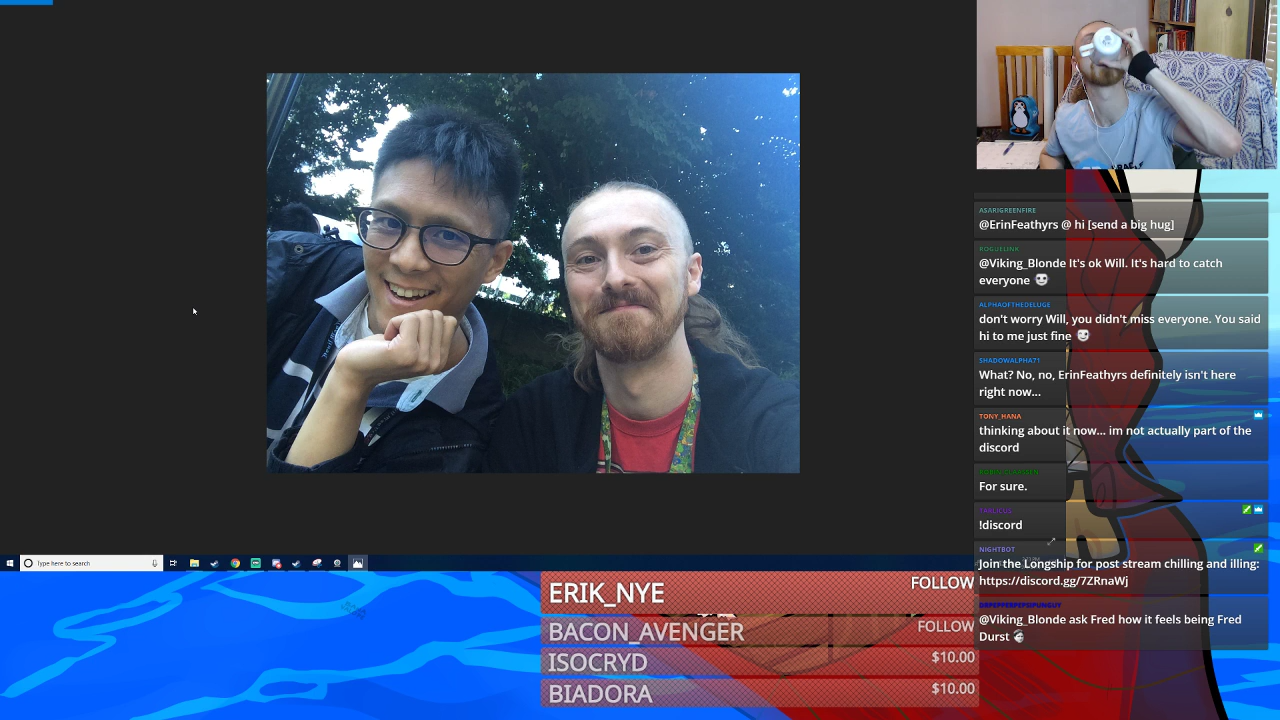 ASARIGREENFIRE
@ErinFeathyrs @ hi [send a big hug]
ROGUELINK
@Viking_Blonde It's ok Will. It's hard to catch
everyone
ALPHAOFTHEDELUGE
don't worry Will, you didn't miss everyone. You said
hi to me just fine
SHADOWALPHA71
What? No, no, ErinFeathyrs definitely isn't here
right now...
TONY_HANA
thinking about it now... im not actually part of the
discord
For sure.
!discord
NIGHTBOT
Join the Longship for post stream chilling and illing:
https://discord.gg/7ZRnaWj
@Viking_Blonde ask Fred how it feels being Fred
Durst
Type here to search
ERIK_NYE FOLLOW
BACON_AVENGER FOLLOW
ISOCRYD $10.00
BIADORA $10.00